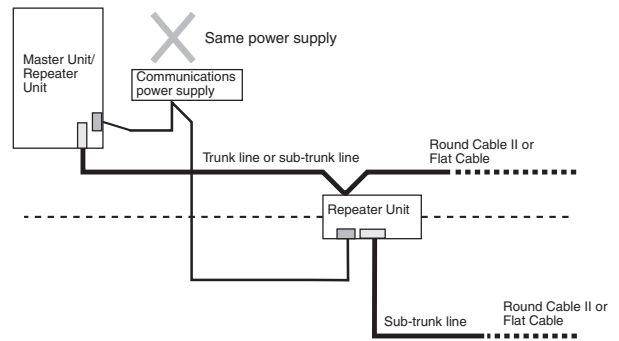 Same power supply
Master Unit/
Repeater
Unit
Communications
power supply
Trunk line or sub-trunk line
Round Cable II or
Flat Cable
Repeater Unit
Sub-trunk line
Round Cable II or
Flat Cable